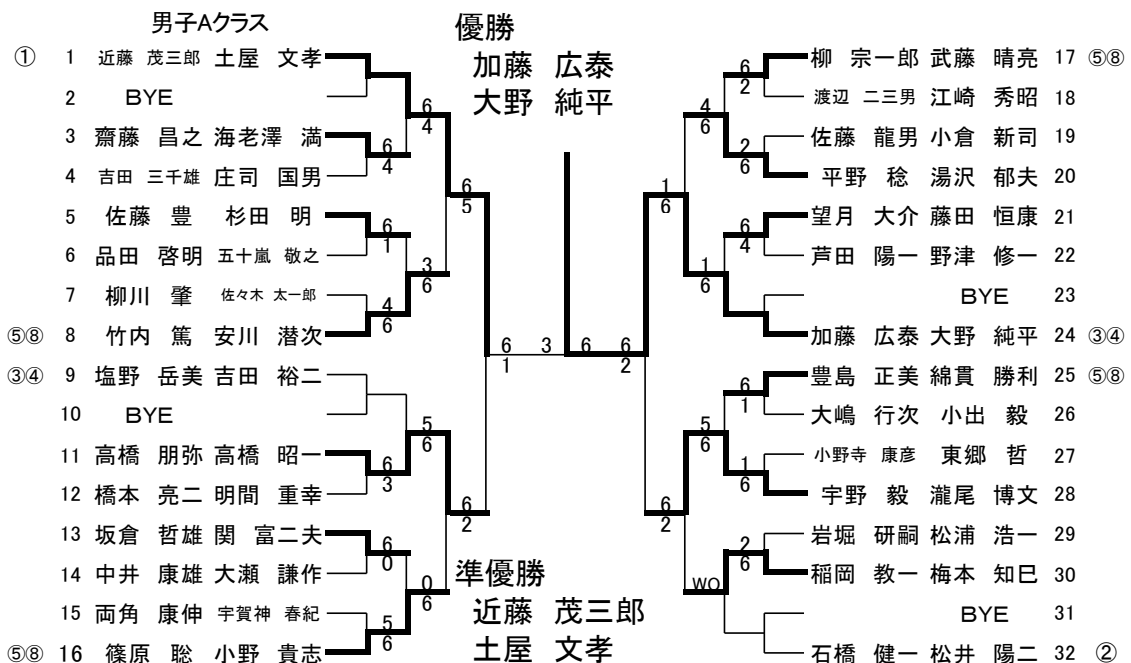 男子Aクラス
優勝
加藤 広泰
大野 純平
① 1 近藤 茂三郎 土屋 文孝
2 BYE
3 齋藤 昌之 海老澤 満
4 吉田 三千雄 庄司 国男
5 佐藤 豊 杉田 明
6 品田 啓明 五十嵐 敬之
7 柳川 肇 佐々木 太一郎
⑤⑧ 8 竹内 篤 安川 潜次
③④ 9 塩野 岳美 吉田 裕二
10 BYE
11 高橋 朋弥 高橋 昭一
12 橋本 亮二 明間 重幸
13 坂倉 哲雄 関 富二夫
14 中井 康雄 大瀬 謙作
15 両角 康伸 宇賀神 春紀
⑤⑧ 16 篠原 聡 小野 貴志
6 4
6 4
6 1
3 6
4 6
6 5
5 6
6 3
6 2
6 0
0 6
5 6
6 1
3 6
6 2
柳 宗一郎 武藤 晴亮 17 ⑤⑧
渡辺 二三男 江崎 秀昭 18
佐藤 龍男 小倉 新司 19
平野 稔 湯沢 郁夫 20
望月 大介 藤田 恒康 21
芦田 陽一 野津 修一 22
BYE 23
加藤 広泰 大野 純平 24 ③④
豊島 正美 綿貫 勝利 25 ⑤⑧
大嶋 行次 小出 毅 26
小野寺 康彦 東郷 哲 27
宇野 毅 瀧尾 博文 28
岩堀 研嗣 松浦 浩一 29
稲岡 教一 梅本 知巳 30
BYE 31
石橋 健一 松井 陽二 32 ②
6 2
4 6
2 6
1 6
6 4
1 6
6 1
5 6
1 6
6 2
2 6
WO
準優勝
近藤 茂三郎
土屋 文孝